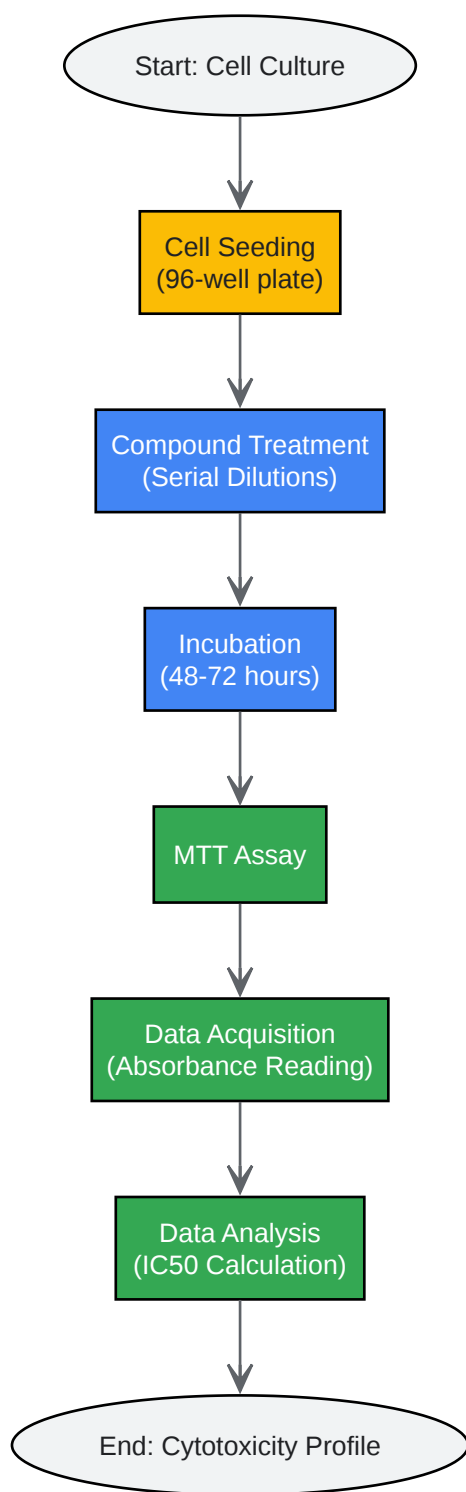 Start: Cell Culture
Cell Seeding
(96-well plate)
Compound Treatment
(Serial Dilutions)
Incubation
(48-72 hours)
MTT Assay
Data Acquisition
(Absorbance Reading)
Data Analysis
(IC50 Calculation)
End: Cytotoxicity Profile